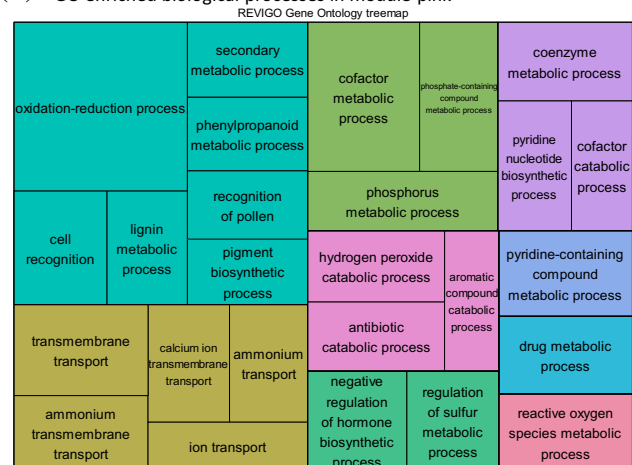 GO enriched biological processes in module pink
REVIGO Gene Ontology treemap
oxidation-reduction process
secondary
metabolic process
phenylpropanoid
metabolic process
cell
recognition
lignin
metabolic
process
recognition
of pollen
pigment
biosynthetic
process
cofactor
metabolic
process
phosphate-containing
compound
metabolic process
phosphorus
metabolic process
coenzyme
metabolic process
pyridine
nucleotide
biosynthetic
process
cofactor
catabolic
process
hydrogen peroxide
catabolic process
aromatic
compound
catabolic
process
antibiotic
catabolic process
pyridine-containing
compound
metabolic process
drug metabolic
process
reactive oxygen
species metabolic
process
transmembrane
transport
calcium ion
transmembrane
transport
ammonium
transport
ammonium
transmembrane
transport
ion transport
negative
regulation
of hormone
biosynthetic
process
regulation
of sulfur
metabolic
process